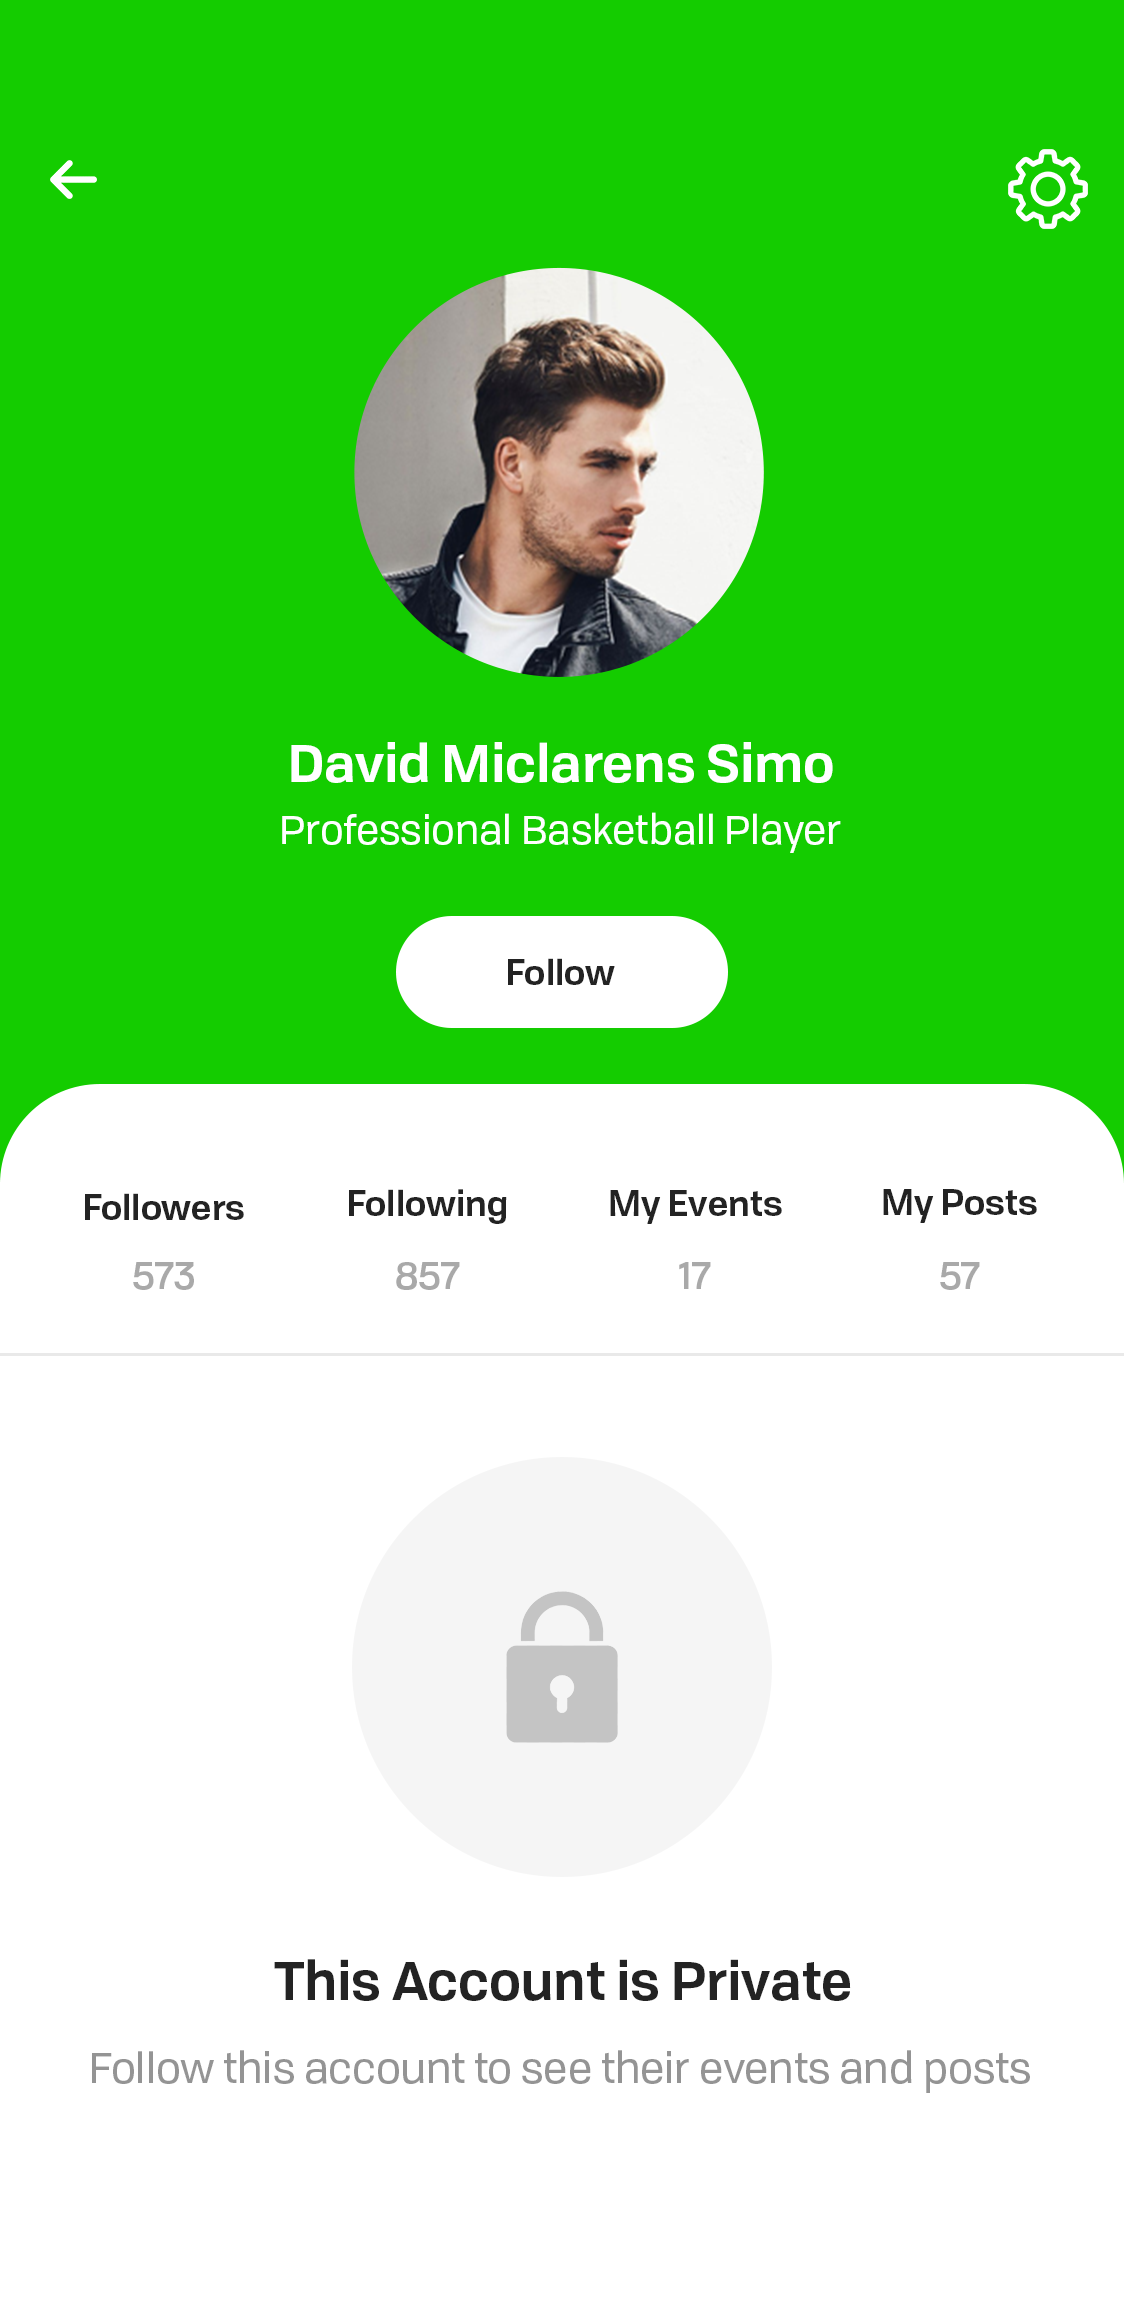 David Miclarens Simo
Professional Basketball Player
Follow
Followers Following My Events My Posts
573 857 17 57
This Account is Private
Follow this account to see their events and posts